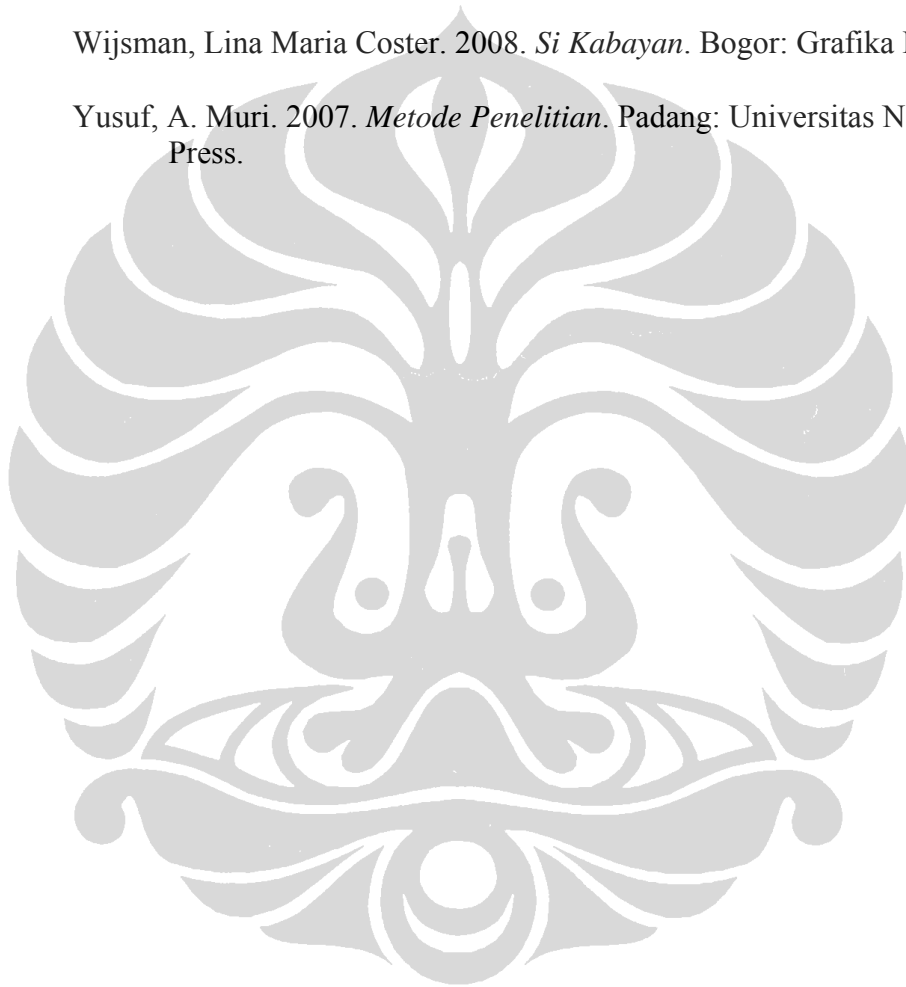 Wijsman, Lina Maria Coster. 2008. Si Kabayan. Bogor: Grafika
Yusuf, A. Muri. 2007. Metode Penelitian. Padang: Universitas
Press.